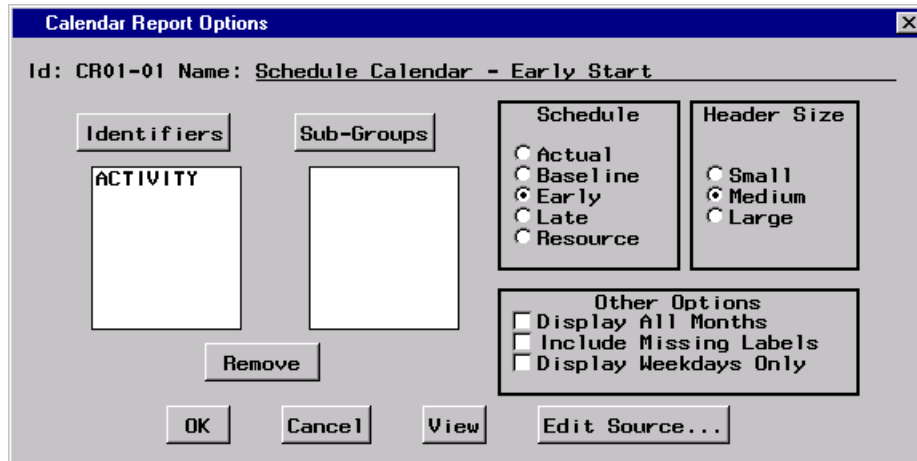 Calendar Report Options
Id: CR01-01 Name: Schedule Calendar - Early Start
Identifiers
Sub-Groups
ACTIVITY
Remove
Schedule
Actual
Baseline
Early
Late
Resource
Header Size
Small
Medium
Large
Other Options
Display All Months
Include Missing Labels
Display Weekdays Only
OK
Cancel
View
Edit Source...